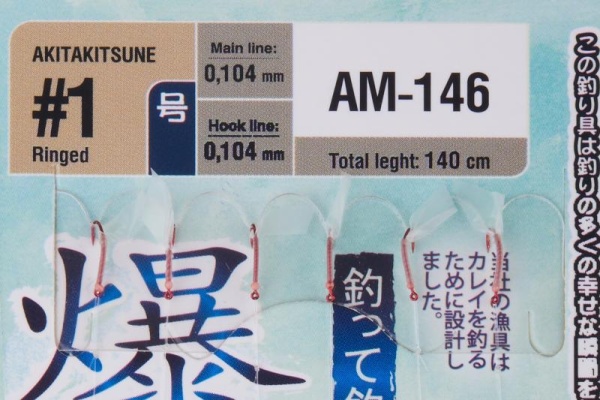 AKITAKITSUNE
#1
号
Ringed
Main line:
0,104 mm
Hook line:
0,104 mm
AM-146
Total leght: 140 cm
この釣り具は釣りの多くの幸せな瞬間を
当社の漁具は
カレイを釣る
ために設計し
ました。
釣って
爆